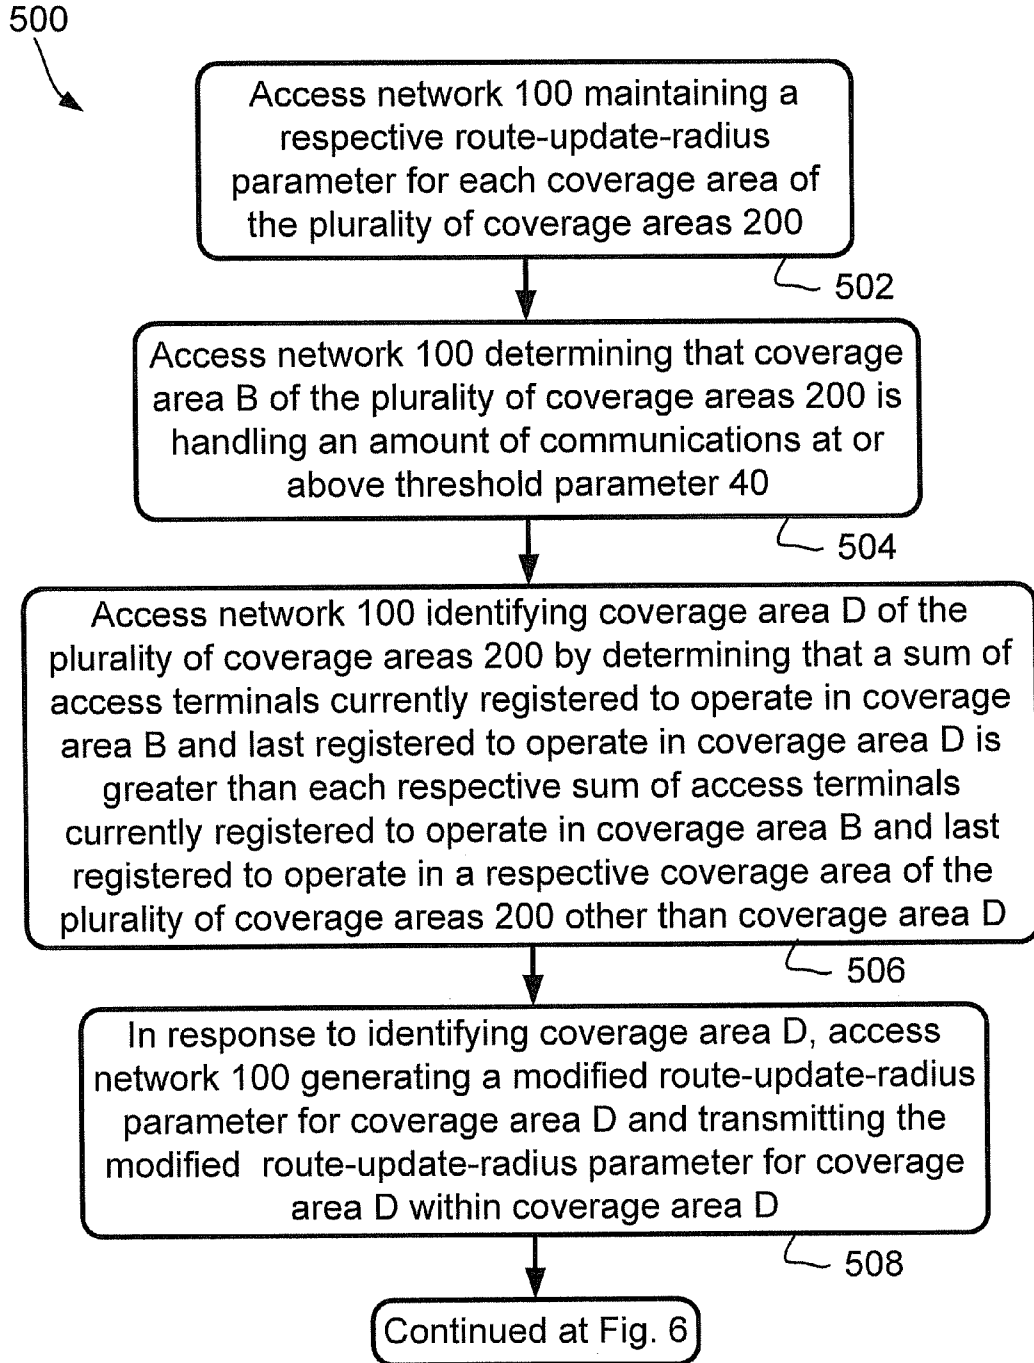 500
Access network 100 maintaining a
respective route-update-radius
parameter for each coverage area of
the plurality of coverage areas 200
502
Access network 100 determining that coverage
area B of the plurality of coverage areas 200 is
handling an amount of communications at or
above threshold parameter 40
504
Access network 100 identifying coverage area D of the
plurality of coverage areas 200 by determining that a sum of
access terminals currently registered to operate in coverage
area B and last registered to operate in coverage area D is
greater than each respective sum of access terminals
currently registered to operate in coverage area B and last
registered to operate in a respective coverage area of the
plurality of coverage areas 200 other than coverage area D
506
In response to identifying coverage area D, access
network 100 generating a modified route-update-radius
parameter for coverage area D and transmitting the
modified route-update-radius parameter for coverage
area D within coverage area D
508
Continued at Fig. 6